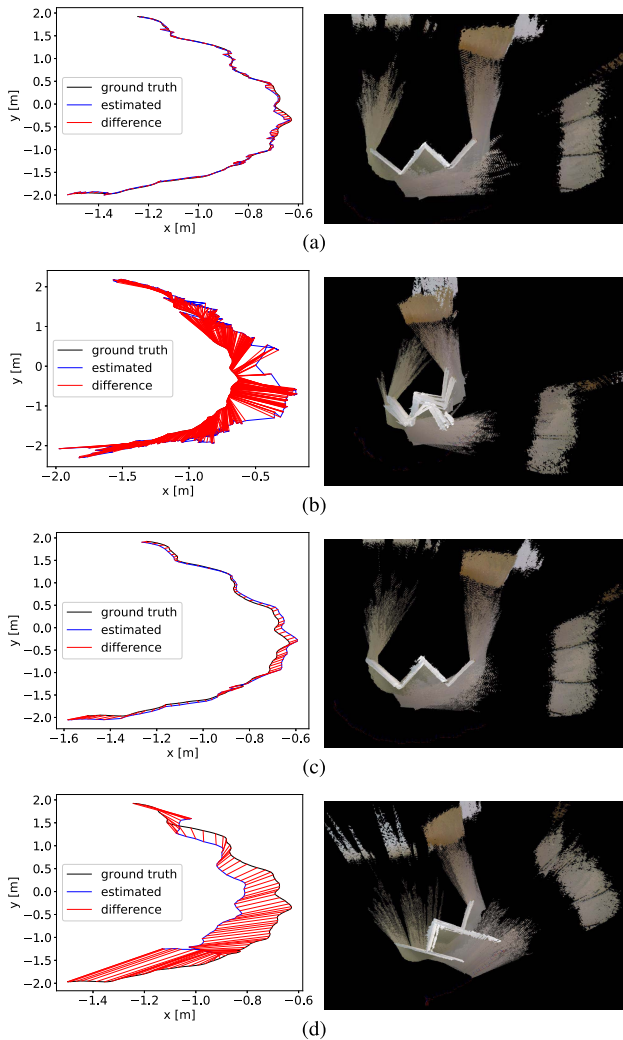 2.0
1.5
1.0
0.5
0.0
−0.5
−1.0
−1.5
−2.0
y [m]
ground truth
estimated
difference
−1.4 −1.2 −1.0 −0.8 −0.6
x [m]
(a)
2
1
0
−1
−2
y [m]
ground truth
estimated
difference
−2.0 −1.5 −1.0 −0.5
x [m]
(b)
2.0
1.5
1.0
0.5
0.0
−0.5
−1.0
−1.5
−2.0
y [m]
ground truth
estimated
difference
−1.6 −1.4 −1.2 −1.0 −0.8 −0.6
x [m]
(c)
2.0
1.5
1.0
0.5
0.0
−0.5
−1.0
−1.5
−2.0
y [m]
ground truth
estimated
difference
−1.4 −1.2 −1.0 −0.8 −0.6
x [m]
(d)